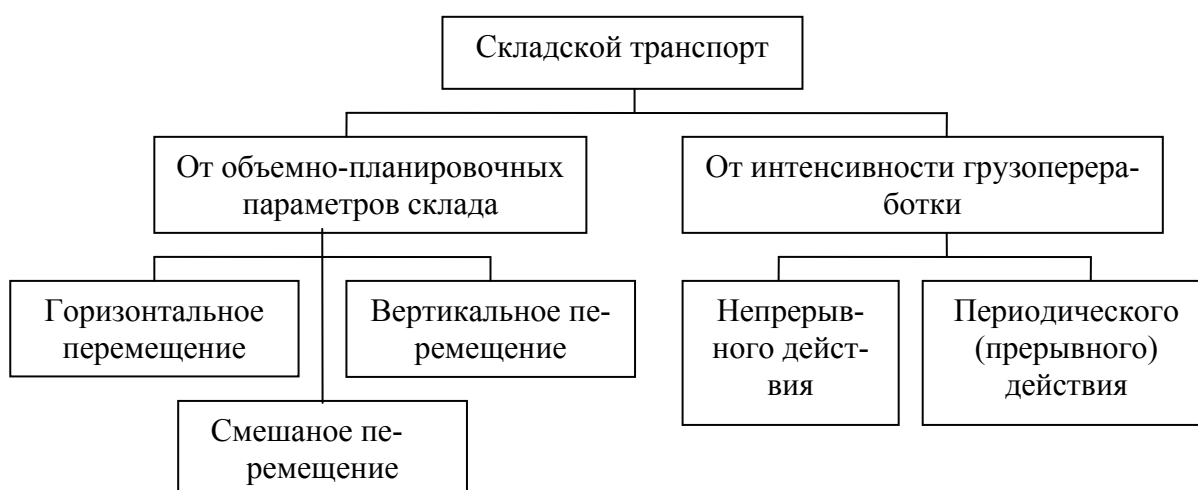 Складской транспорт
От объемно-планировочных
параметров склада
От интенсивности грузоперера-
ботки
Горизонтальное
перемещение
Вертикальное пе-
ремещение
Смешаное пе-
ремещение
Непрерыв-
ного дейст-
вия
Периодического
(прерывного)
действия